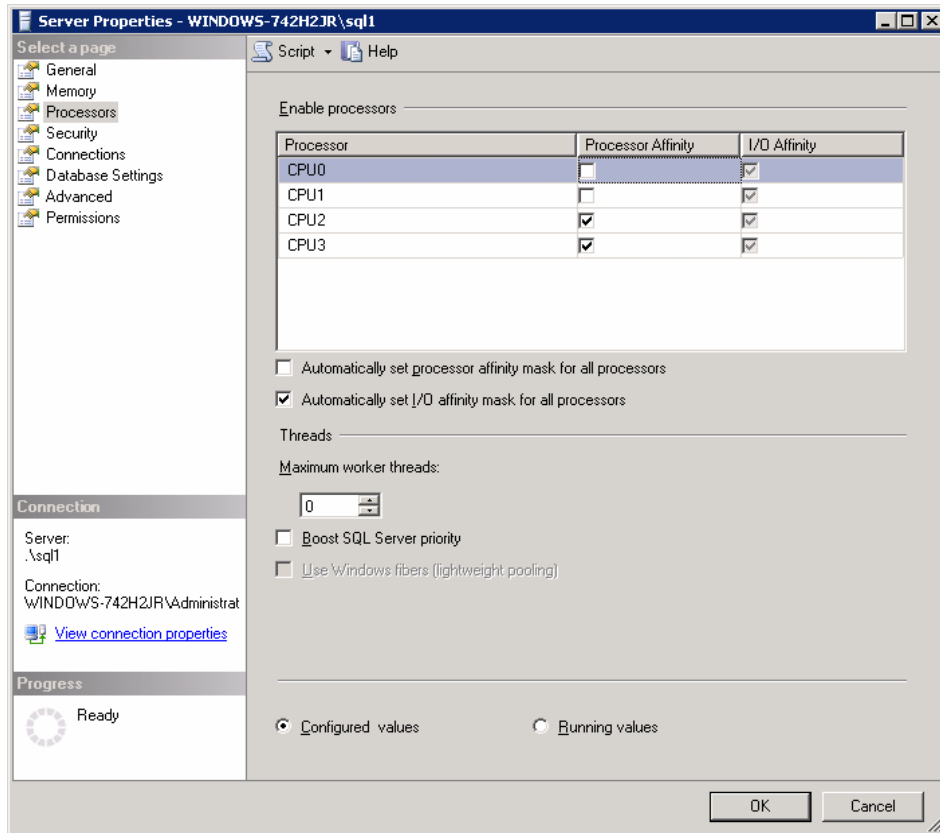 Server Properties - WINDOWS-742H2JR\sql1
Select a page
General
Memory
Processors
Security
Connections
Database Settings
Advanced
Permissions
Connection
Server:
.\sql1
Connection:
WINDOWS-742H2JR\Administrat
View connection properties
Progress
Ready
Script Help
Enable processors
Processor Processor Affinity I/O Affinity
CPU0
CPU1
CPU2
CPU3
Automatically set processor affinity mask for all processors
Automatically set I/O affinity mask for all processors
Threads
Maximum worker threads:
0
Boost SQL Server priority
Use Windows fibers (lightweight pooling)
Configured values Running values
OK Cancel